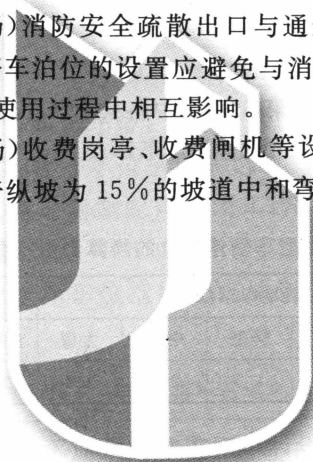 )消防安全疏散出口与通
车泊位的设置应避免与消
使用过程中相互影响。
)收费岗亭、收费闸机等设
纵坡为15%的坡道中和弯